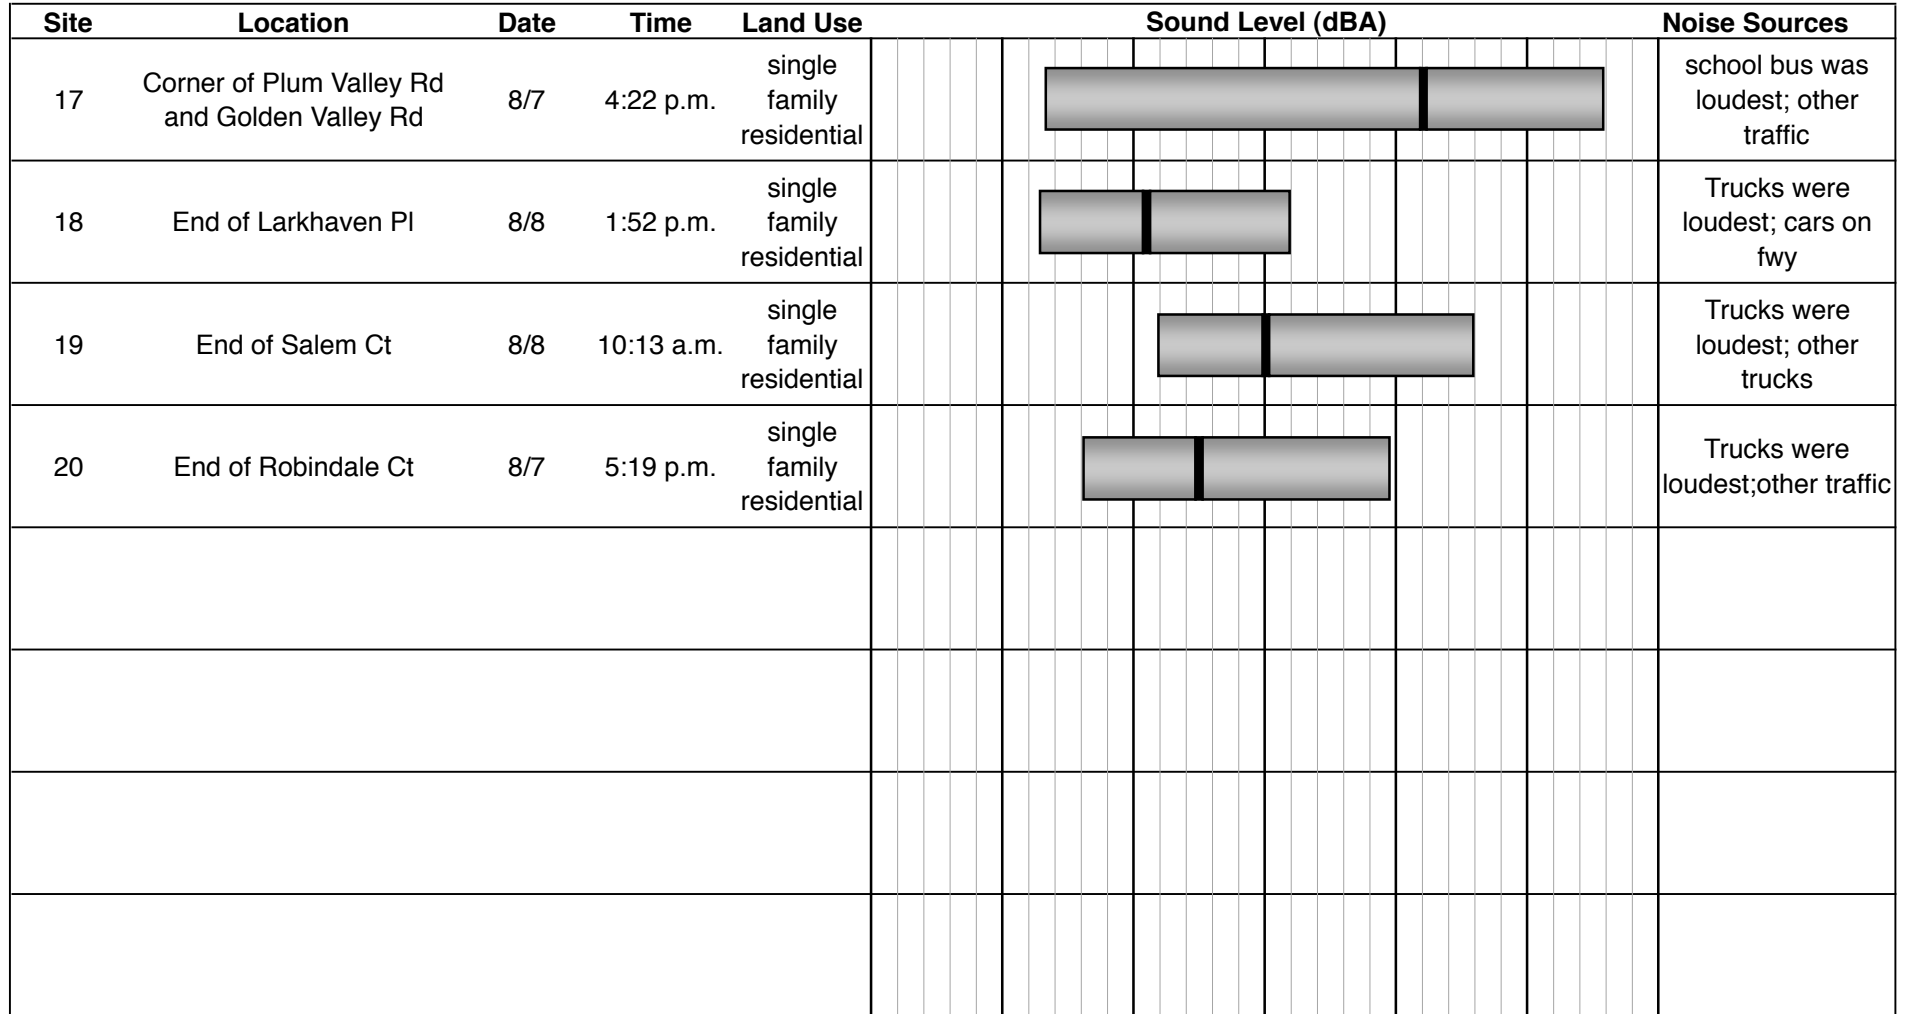 Site Location Date Time Land Use Sound Level (dBA) Noise Sources
17
Corner of Plum Valley Rd
and Golden Valley Rd
8/7
4:22 p.m.
single
family
residential
school bus was
loudest; other
traffic
18
End of Larkhaven Pl
8/8
1:52 p.m.
single
family
residential
Trucks were
loudest; cars on
fwy
19
End of Salem Ct
8/8
10:13 a.m.
single
family
residential
Trucks were
loudest; other
trucks
20
End of Robindale Ct
8/7
5:19 p.m.
single
family
residential
Trucks were
loudest;other traffic